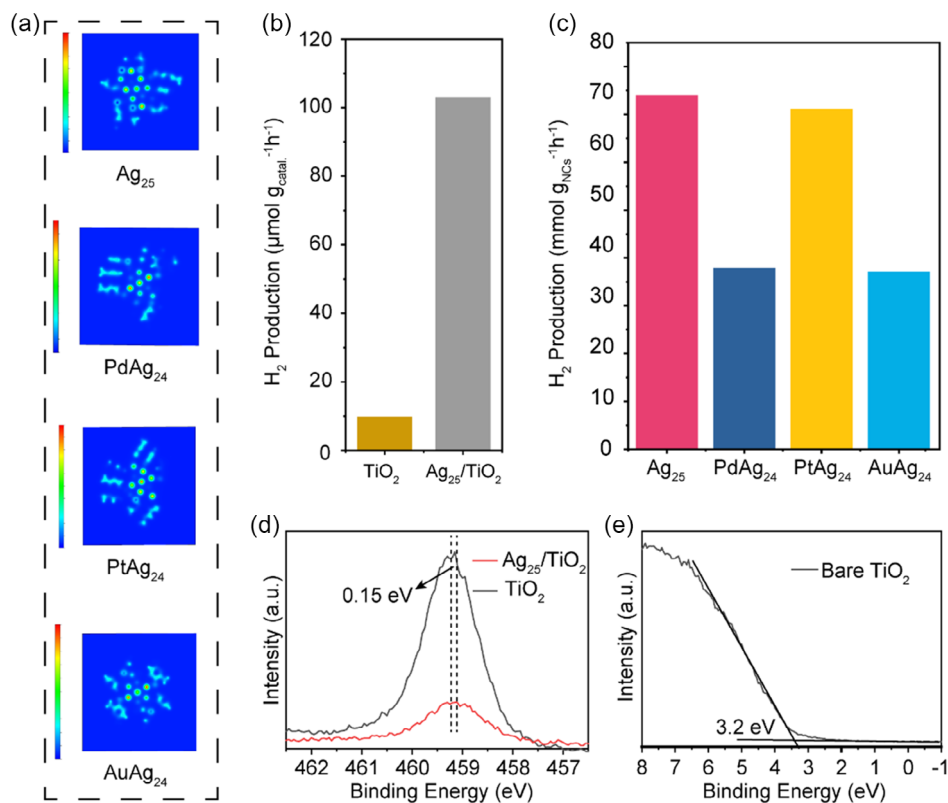 (a)
Ag25
PdAg24
PtAg24
AuAg24
(b)
H2 Production (μmol gcatal.-1h-1)
120
100
80
60
40
20
0
TiO2 Ag25/TiO2
(c)
H2 Production (mmol gNCs-1h-1)
80
70
60
50
40
30
20
10
0
Ag25 PdAg24 PtAg24 AuAg24
(d)
Intensity (a.u.)
Ag25/TiO2
TiO2
0.15 eV
462 461 460 459 458 457
Binding Energy (eV)
(e)
Intensity (a.u.)
Bare TiO2
3.2 eV
8 7 6 5 4 3 2 1 0 -1
Binding Energy (eV)